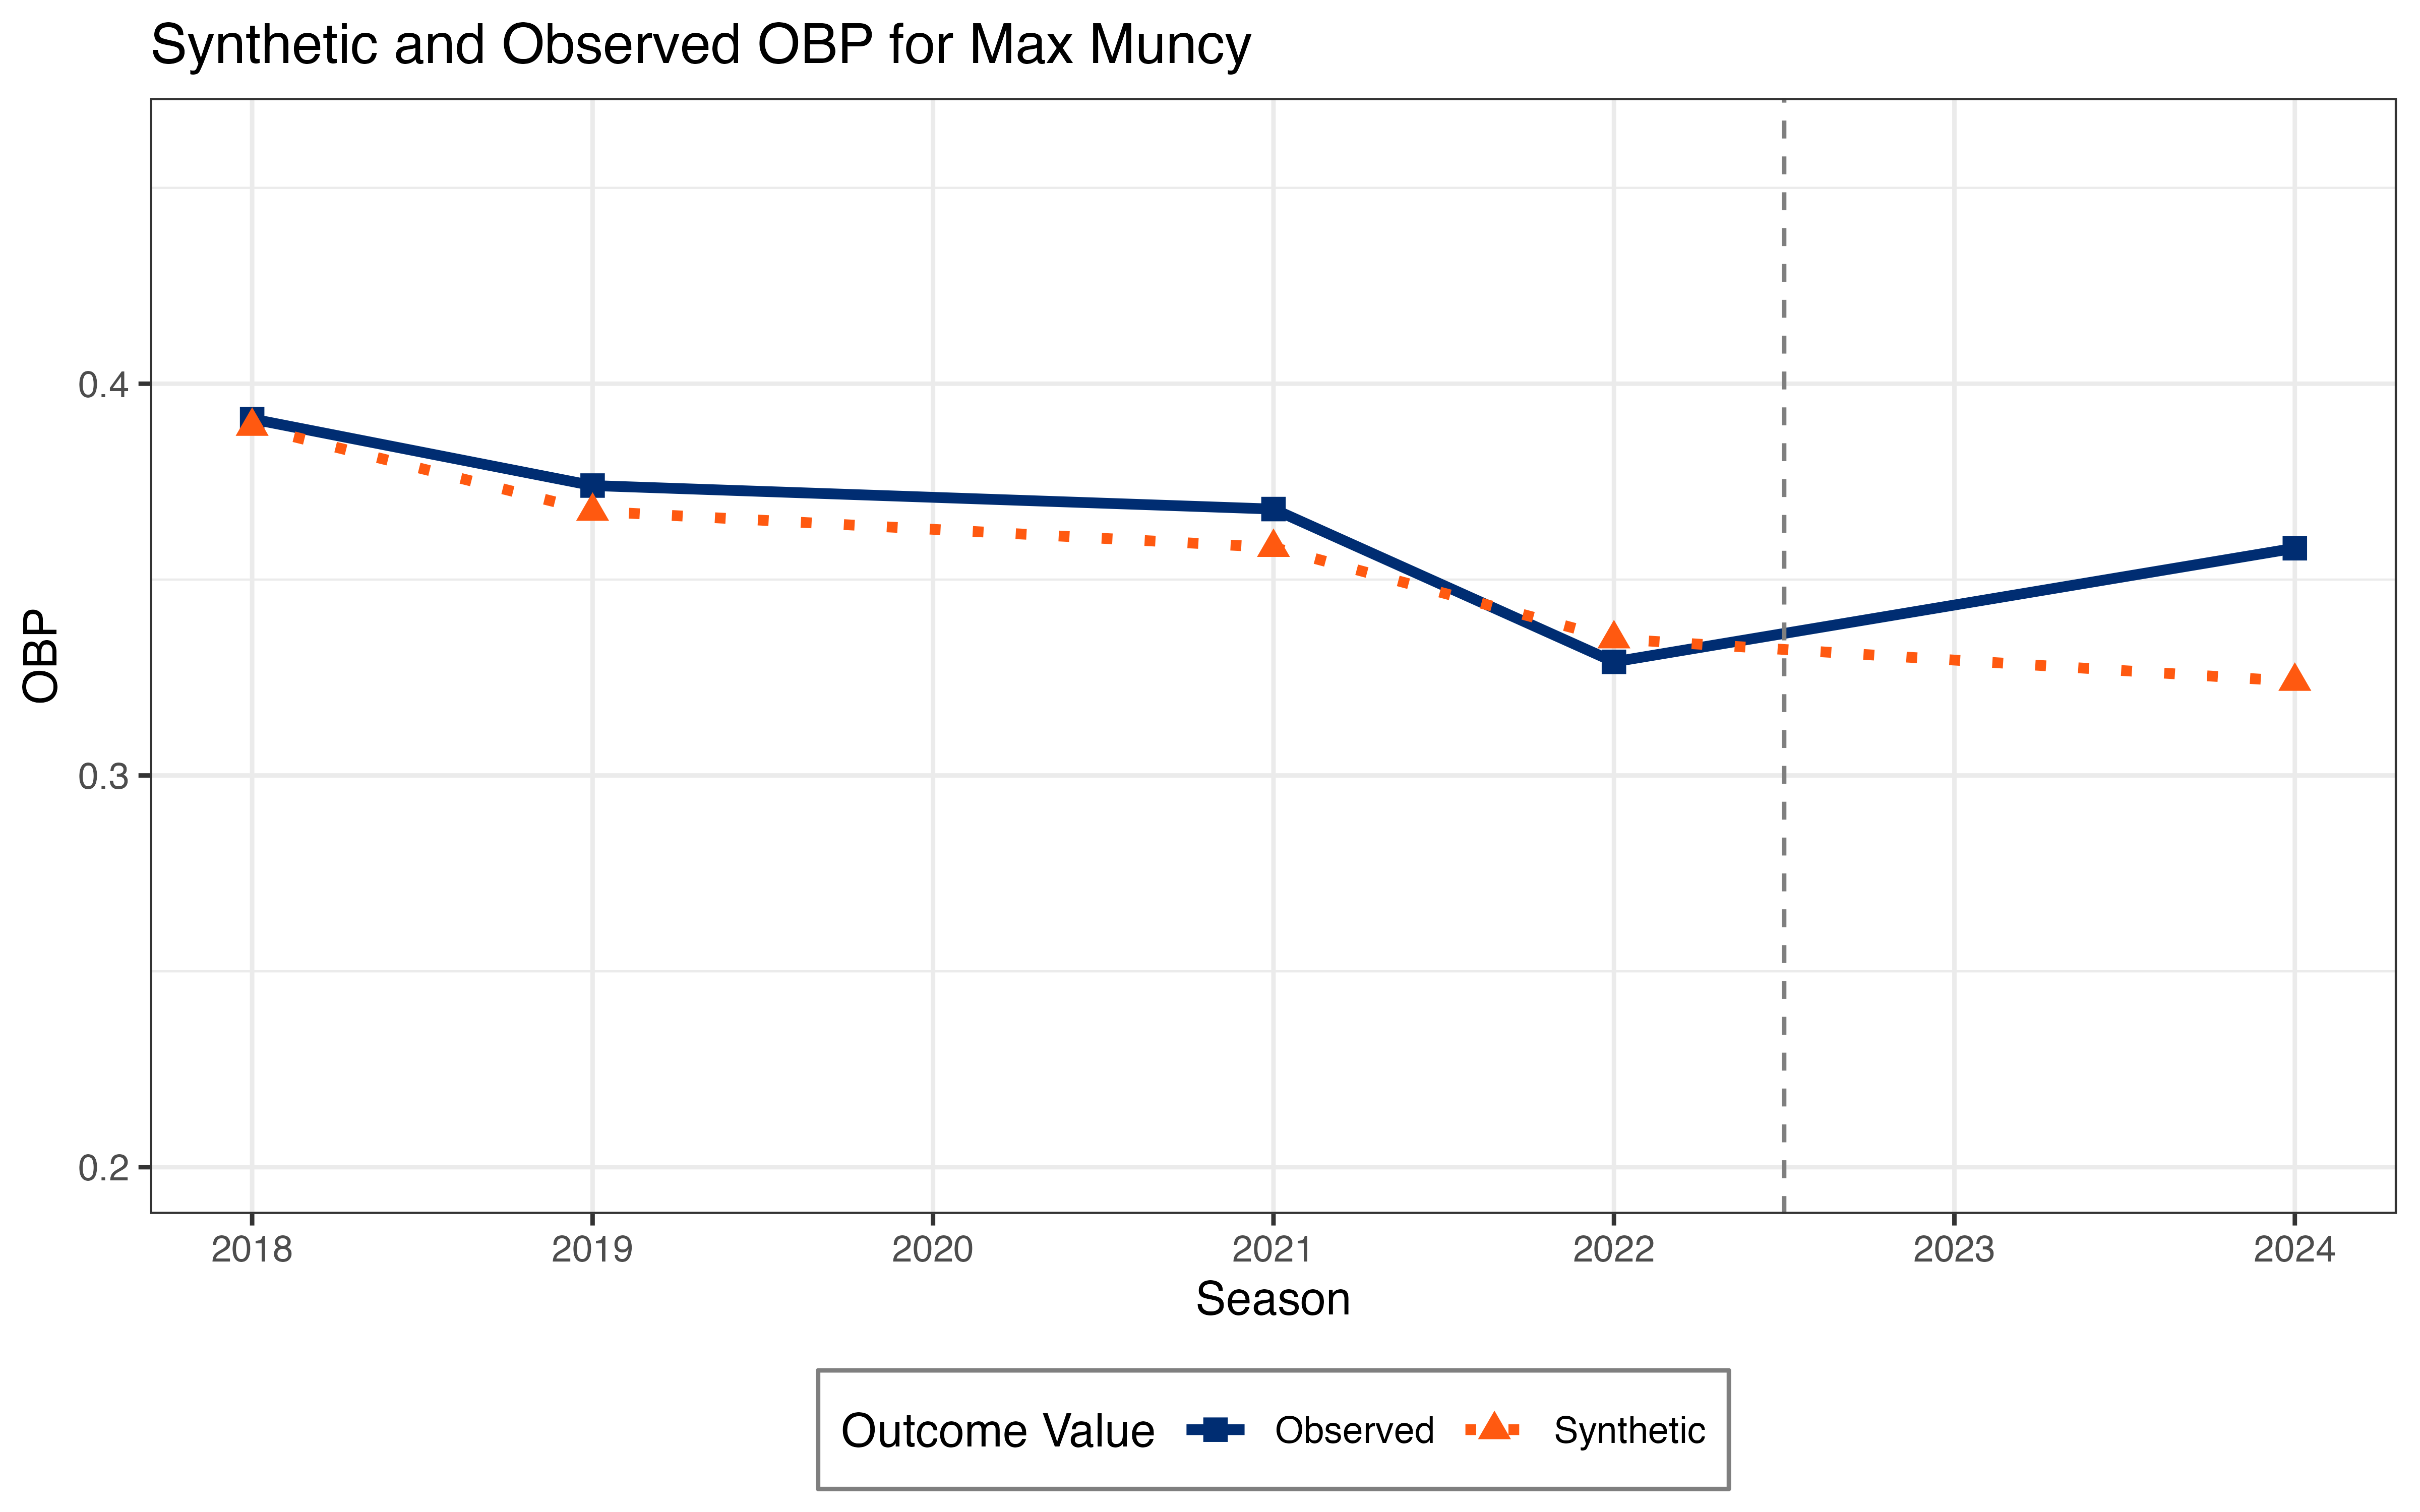 Synthetic and Observed OBP for Max Muncy
OBP
0.4
0.3
0.2
2018 2019 2020 2021 2022 2023 2024
Season
Outcome Value Observed Synthetic